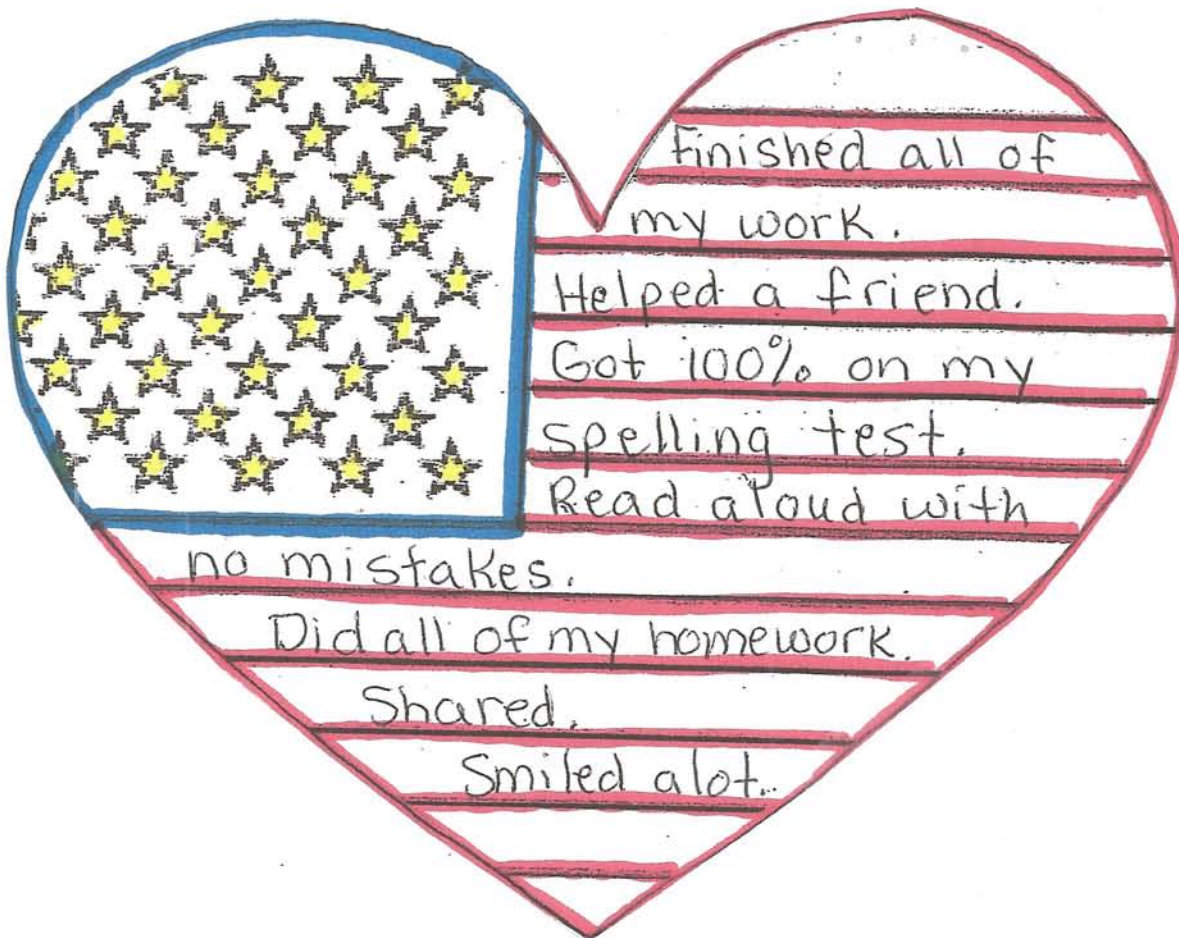 Finished all of
my work.
Helped a friend.
Got 100% on my
spelling test.
Read aloud with
no mistakes.
Did all of my homework.
Shared.
Smiled alot.